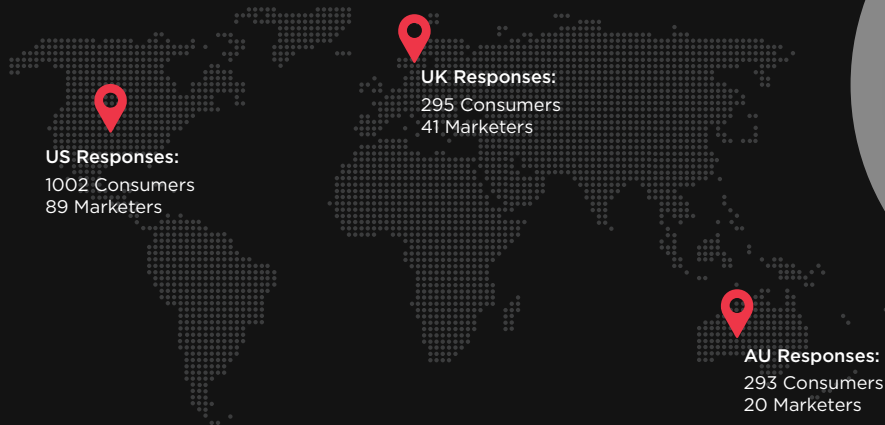 UK Responses:
295 Consumers
41 Marketers
US Responses:
1002 Consumers
89 Marketers
AU Responses:
293 Consumers
20 Marketers